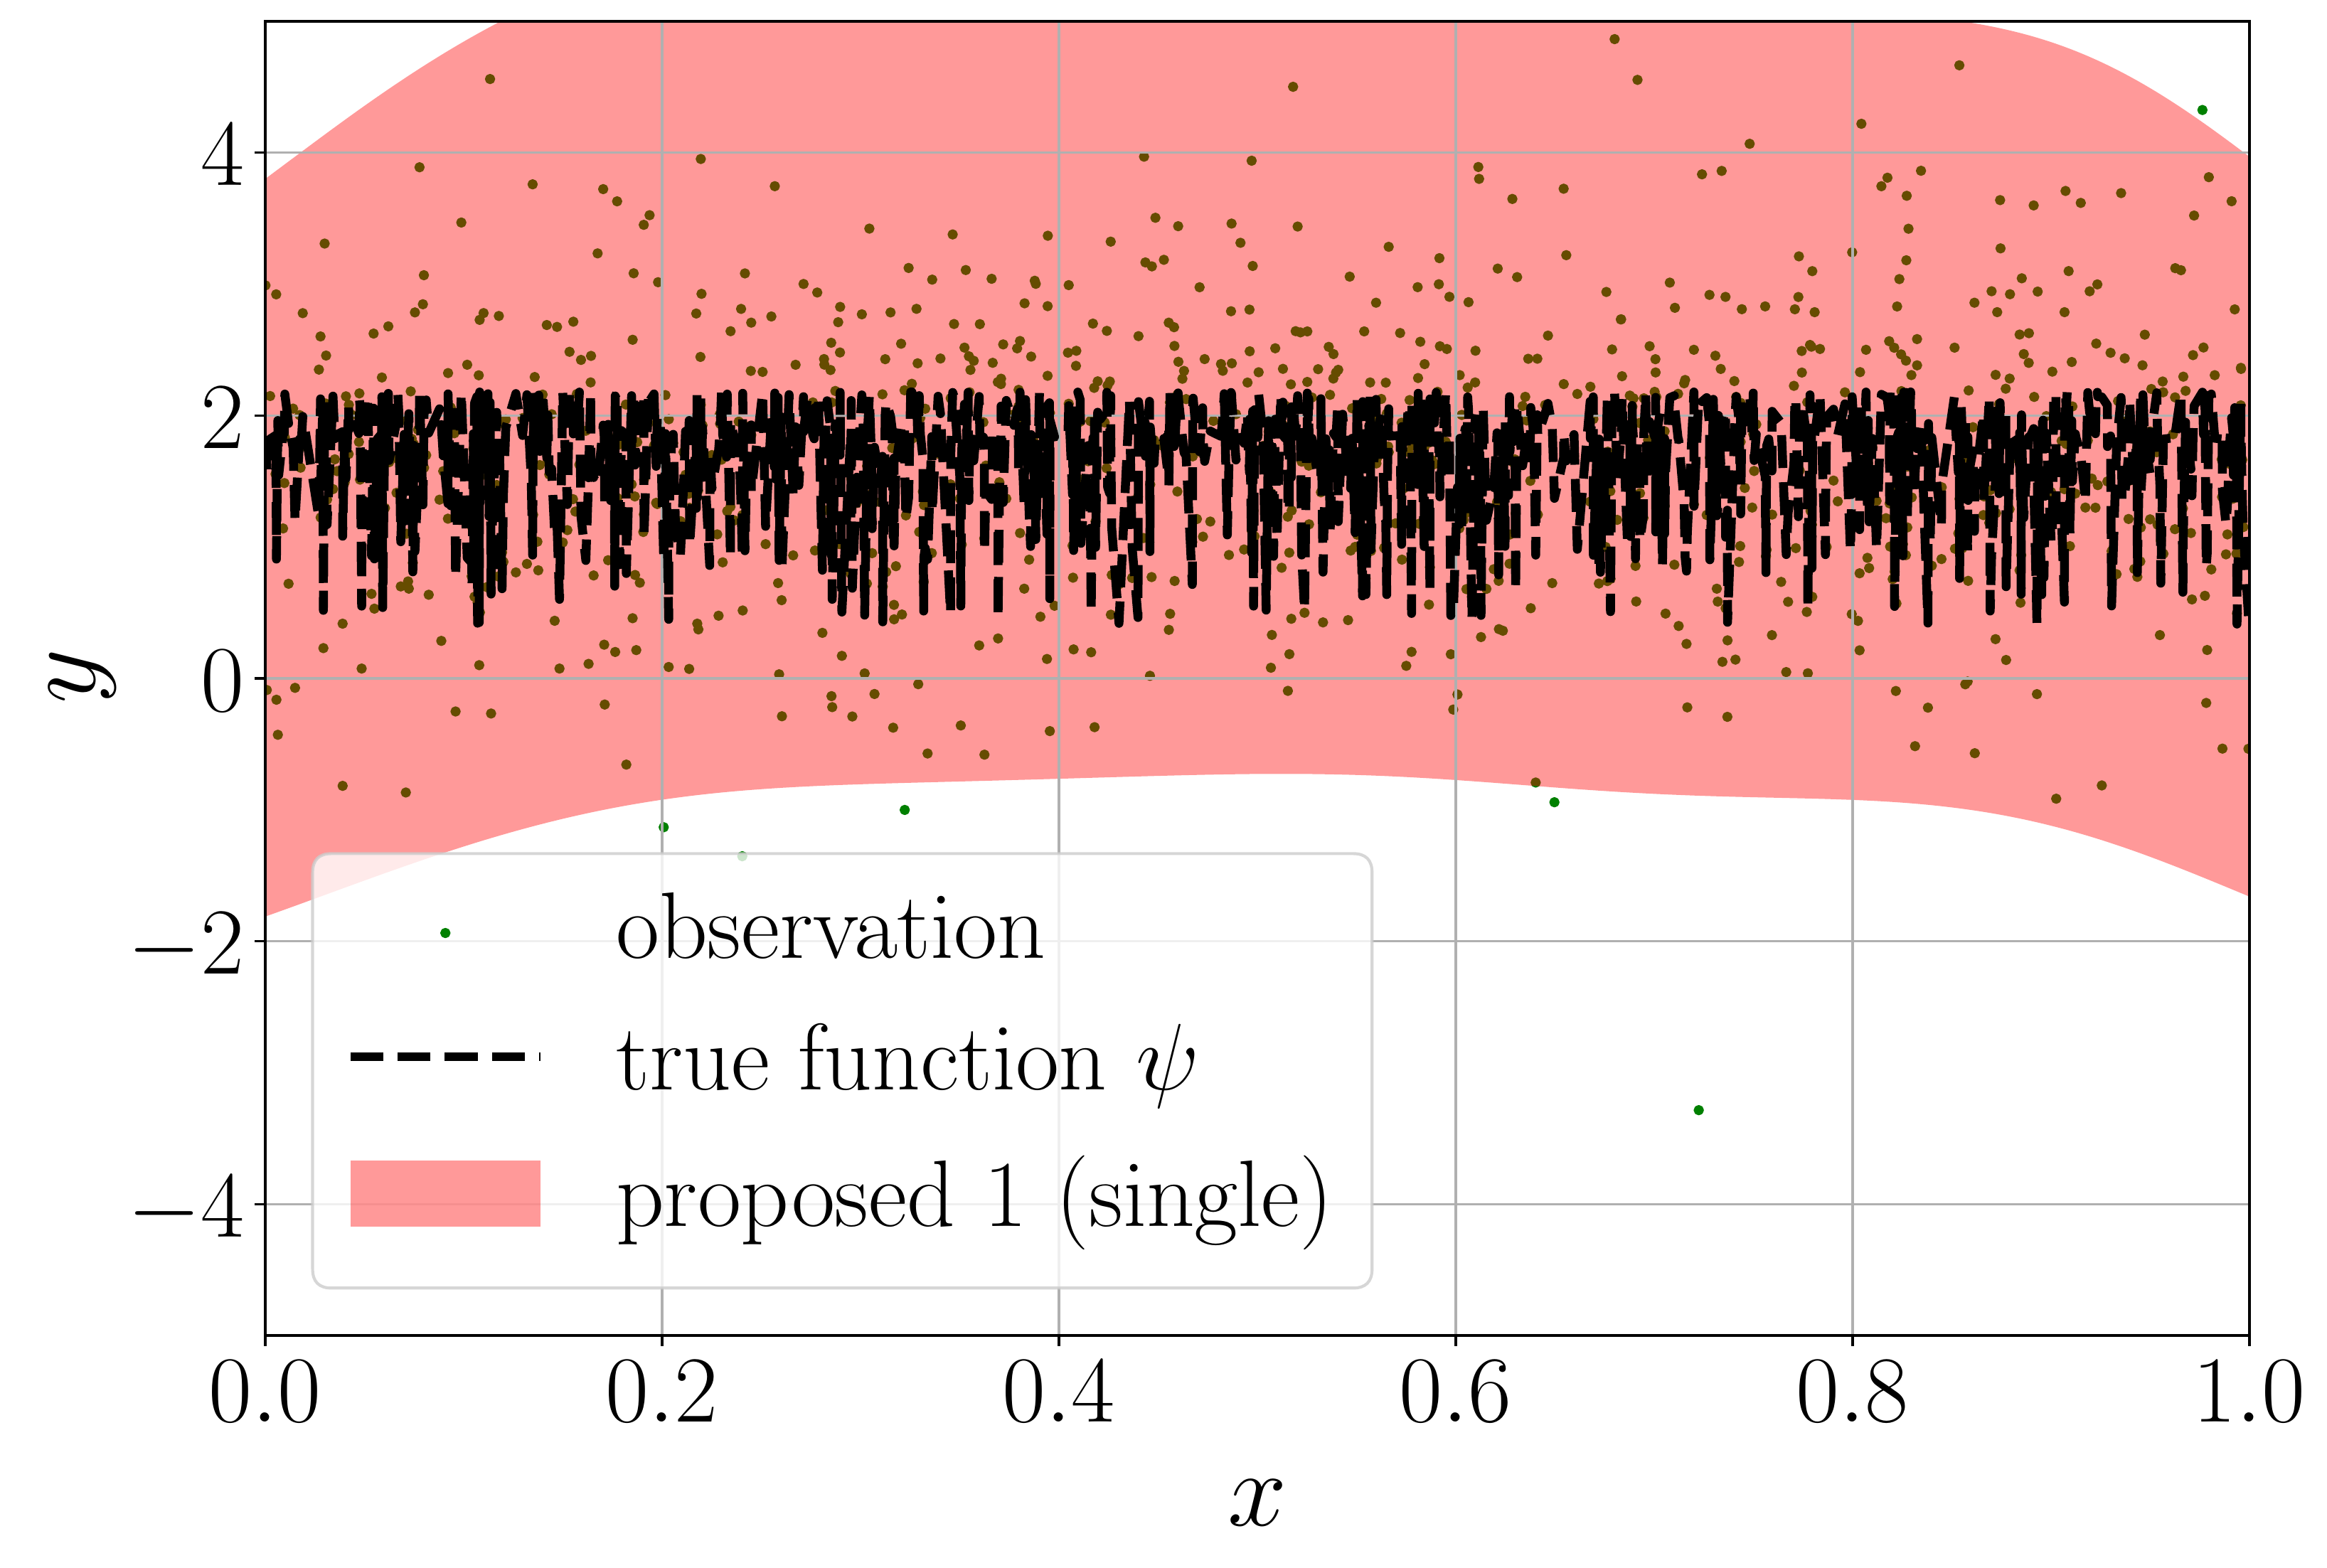 4
2
0
−2
−4
y
observation
true function ψ
proposed 1 (single)
0.0 0.2 0.4 0.6 0.8 1.0
x